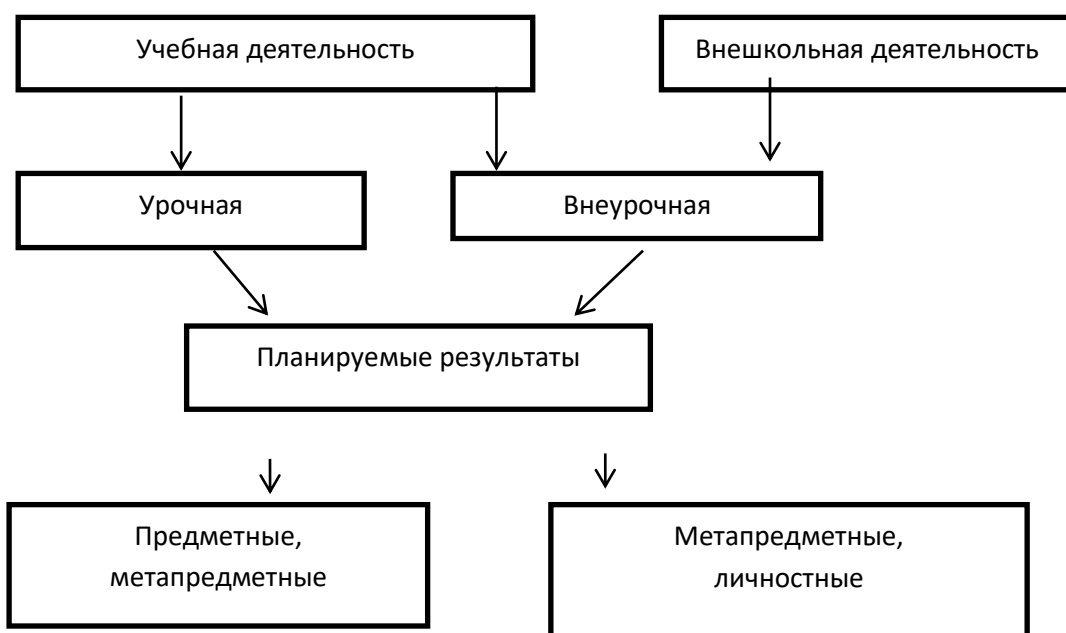 Учебная деятельность
Внешкольная деятельность
Урочная
Внеурочная
Планируемые результаты
Предметные,
метапредметные
Метапредметные,
личностные